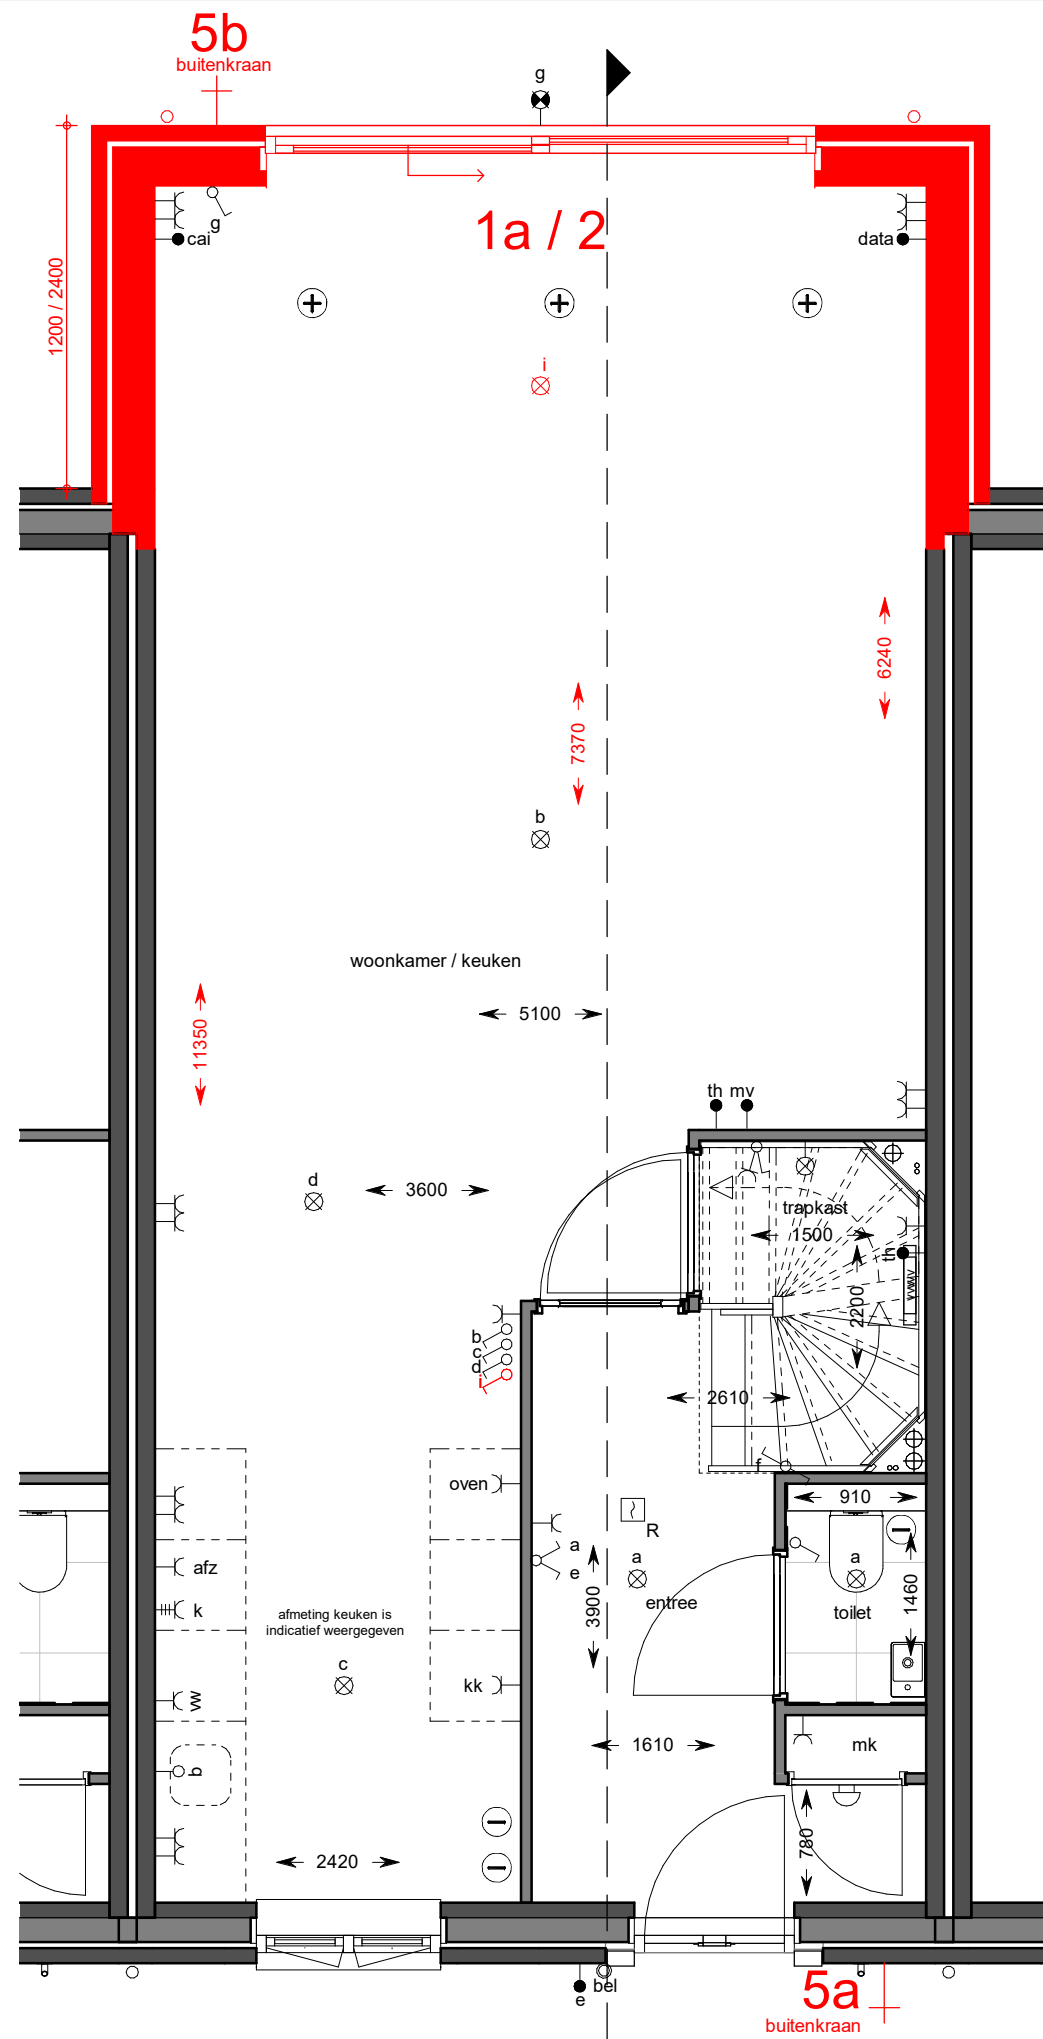 5b
buitenkraan
g
1200 / 2400
g
cai
1a / 2
data
i
6240
7370
b
woonkamer / keuken
5100
11350
th mv
d
3600
trapkast
1500
th
2200
b
c
d
i
2610
f
oven
910
R
a
e
a
a
afz
k
3900
entree
toilet
1460
afmeting keuken is
indicatief weergegeven
c
kk
vw
1610
mk
b
780
2420
bel
e
5a
buitenkraan